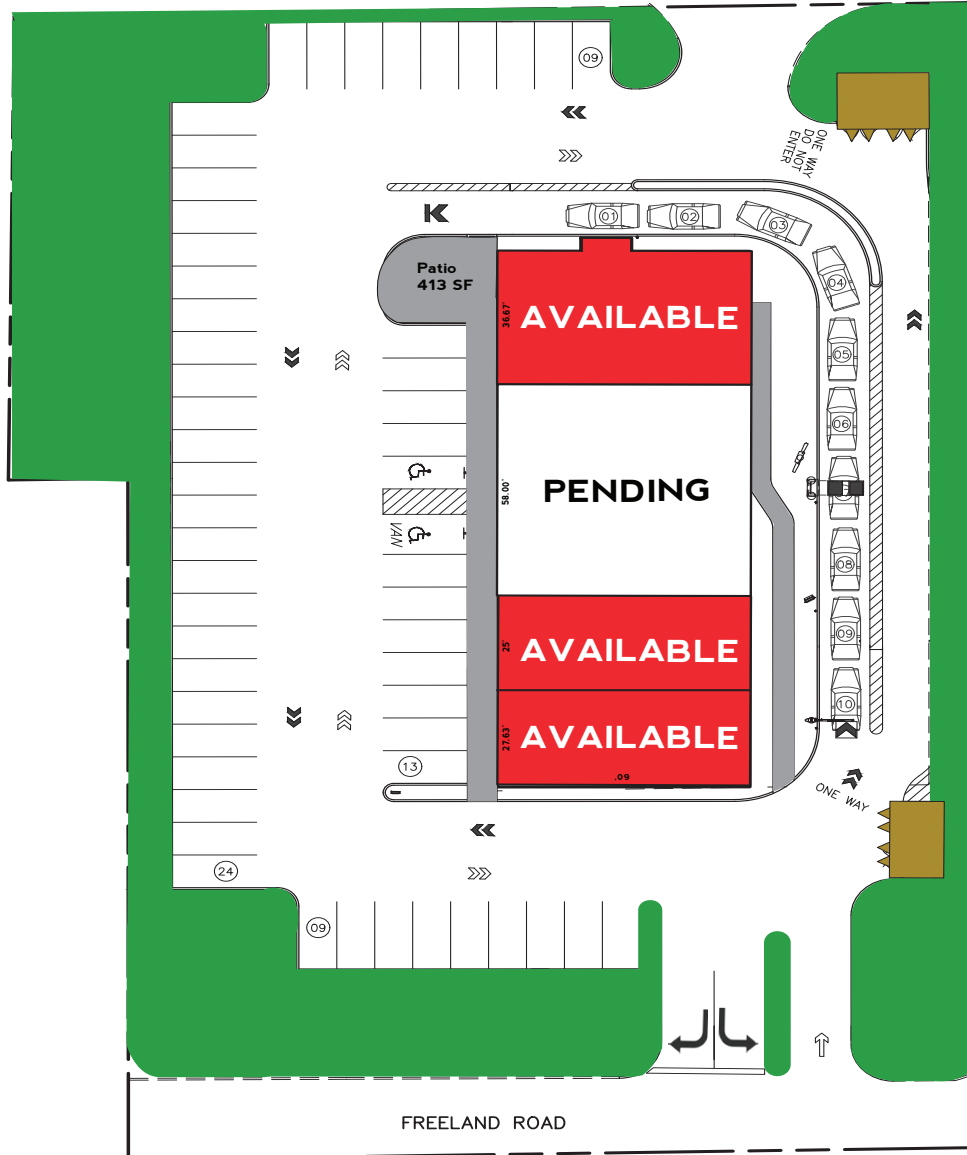 09
ONE WAY
DO NOT
ENTER
01
02
03
Patio
413 SF
04
36.67'
AVAILABLE
05
06
58.00'
PENDING
VAN
08
09
25'
AVAILABLE
10
27.63'
AVAILABLE
13
60'
ONE WAY
24
09
FREELAND ROAD